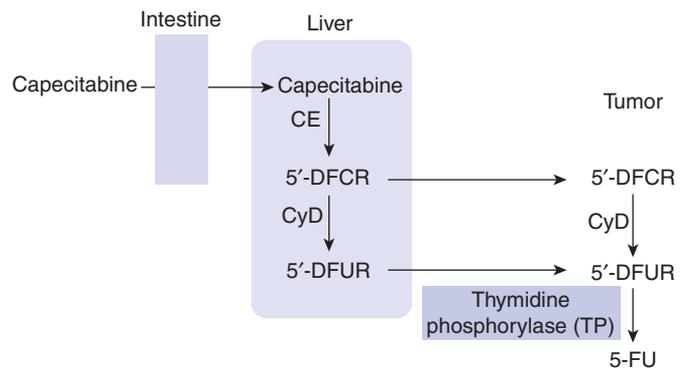 Intestine
Liver
Capecitabine
Capecitabine
Tumor
CE
5′-DFCR
5′-DFCR
CyD
CyD
5′-DFUR
5′-DFUR
Thymidine
phosphorylase (TP)
5-FU